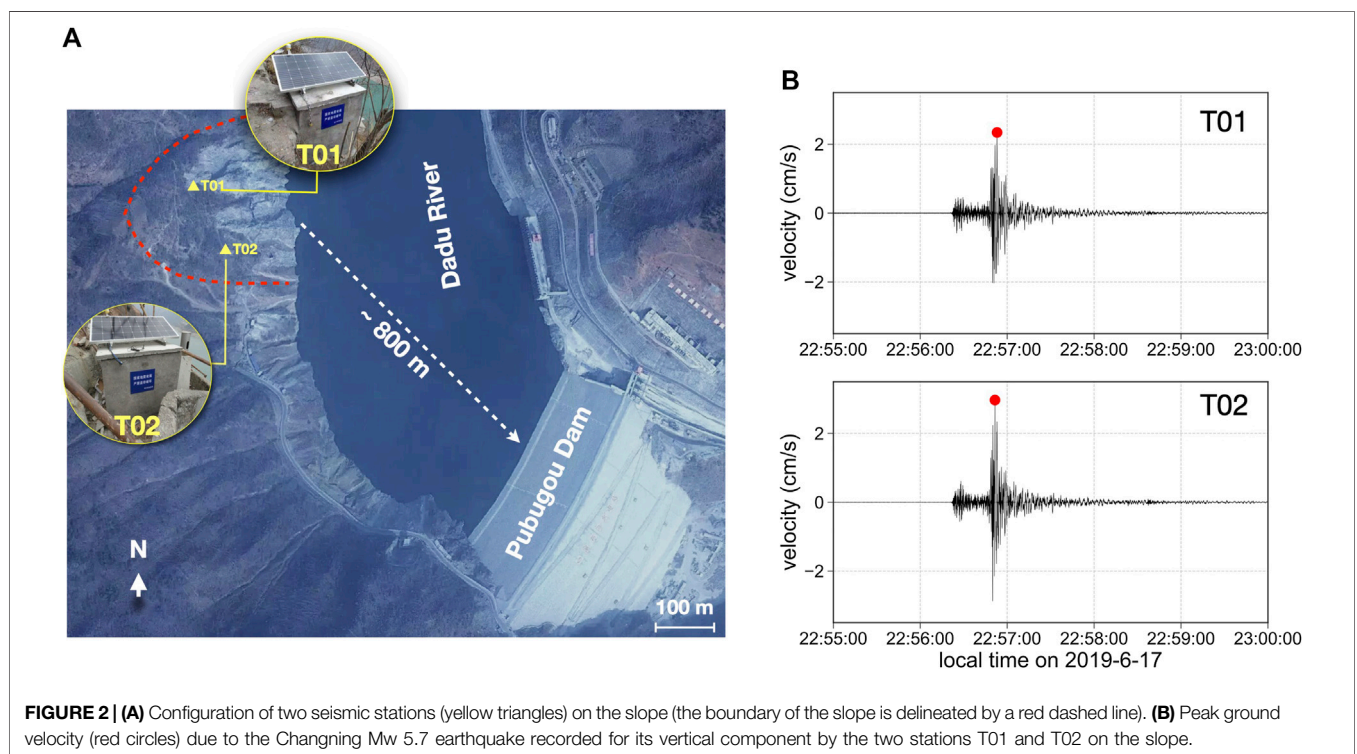 A
T01
T01
T02
T02
Dadu River
~ 800 m
Pubugou Dam
N
100 m
B
T01
velocity (cm/s)
2
0
−2
22:55:00 22:56:00 22:57:00 22:58:00 22:59:00 23:00:00
T02
velocity (cm/s)
2
0
−2
22:55:00 22:56:00 22:57:00 22:58:00 22:59:00 23:00:00
local time on 2019-6-17
FIGURE 2 | (A) Configuration of two seismic stations (yellow triangles) on the slope (the boundary of the slope is delineated by a red dashed line). (B) Peak ground
velocity (red circles) due to the Changning Mw 5.7 earthquake recorded for its vertical component by the two stations T01 and T02 on the slope.